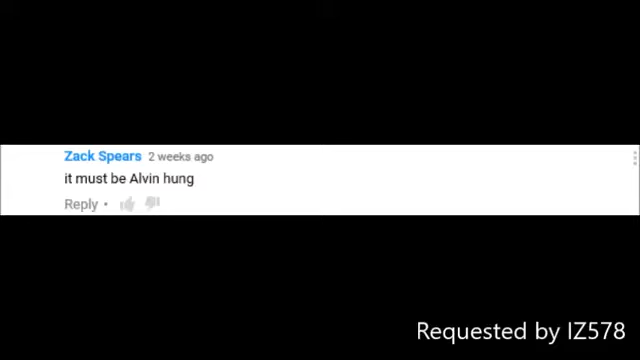 Zack Spears 2 weeks ago
it must be Alvin hung
Reply •
Requested by IZ578